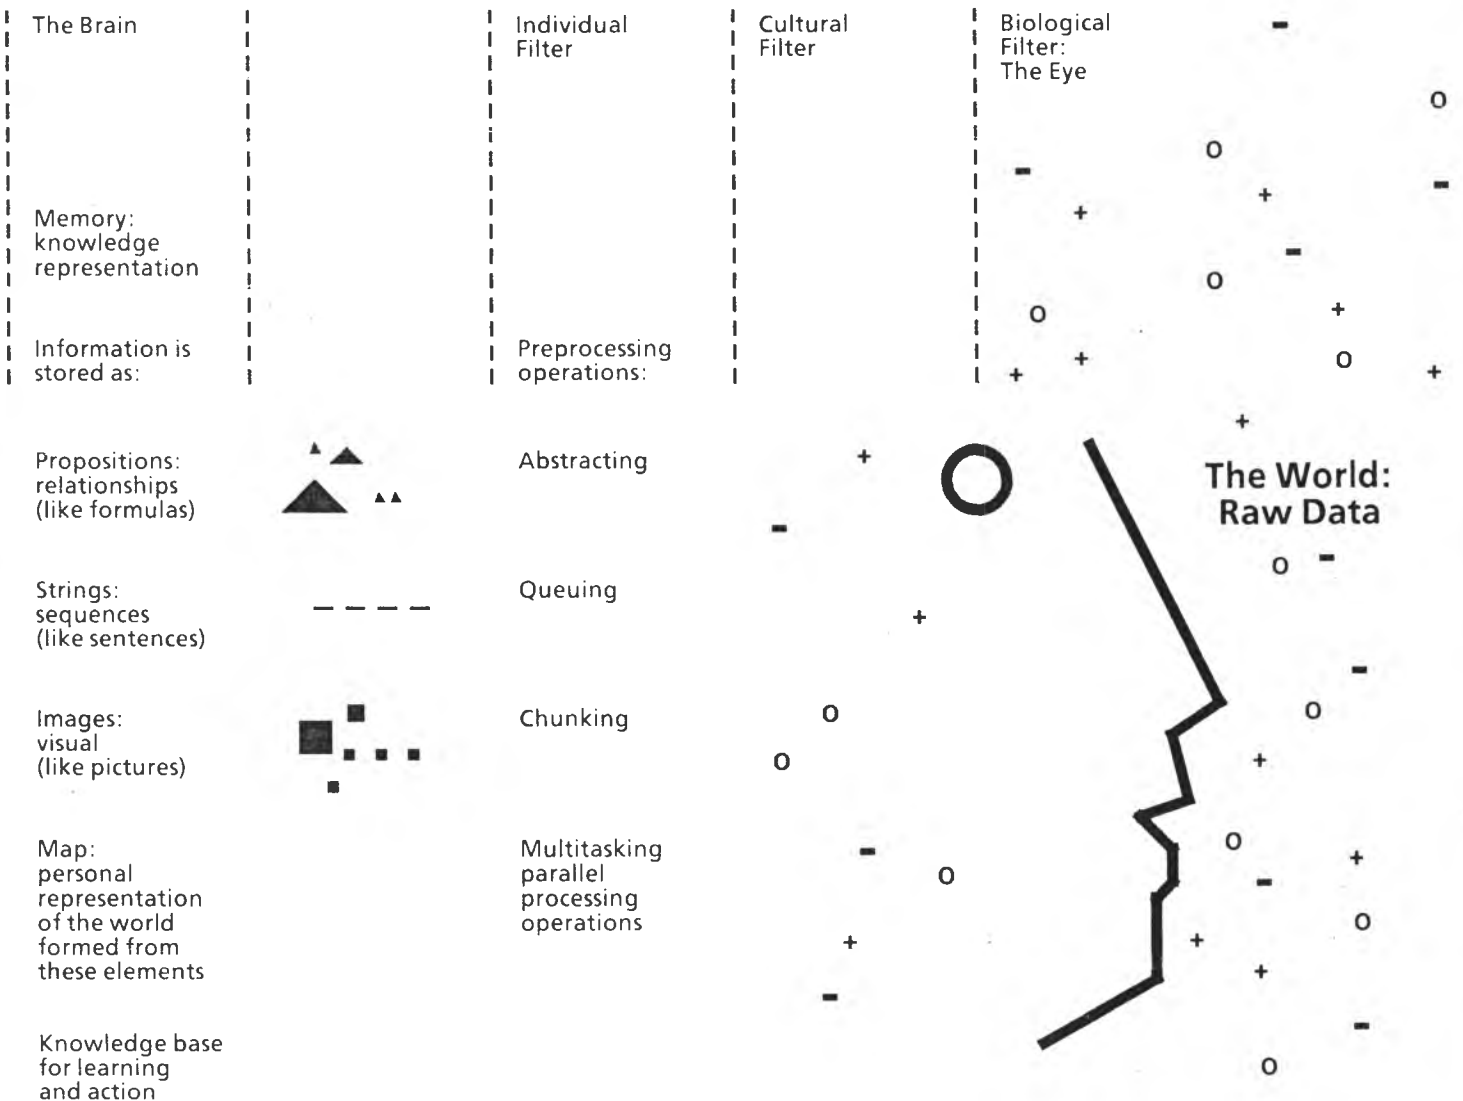 The Brain
Memory:
knowledge
representation
Information is
stored as:
Propositions:
relationships
(like formulas)
Strings:
sequences
(like sentences)
Images:
visual
(like pictures)
Map:
personal
representation
of the world
formed from
these elements
Knowledge base
for learning
and action
Individual
Filter
Preprocessing
operations:
Abstracting
Queuing
Chunking
Multitasking
parallel
processing
operations
Cultural
Filter
Biological
Filter:
The Eye
The World:
Raw Data